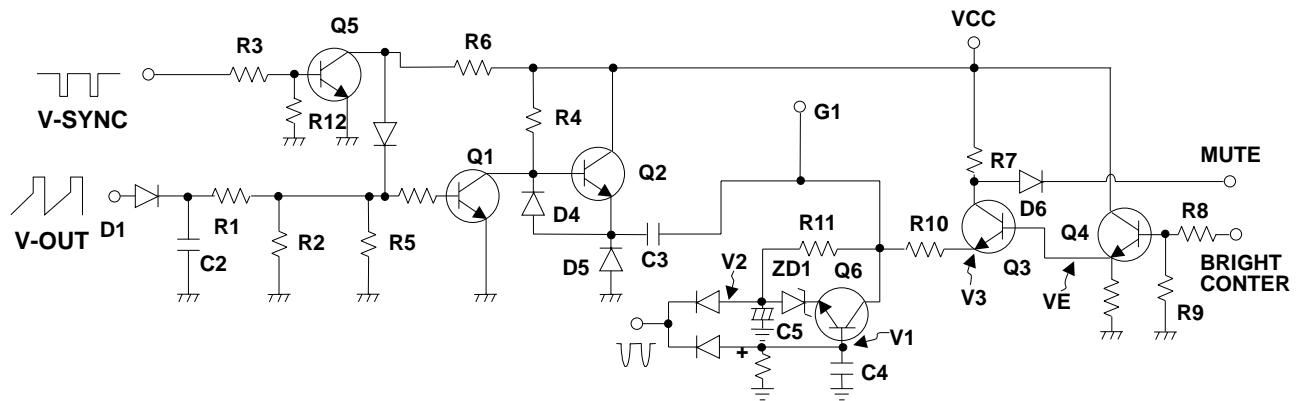 VCC
Q5
R3
R6
G1
V-SYNC
R12
R4
Q1
Q2
R7
MUTE
V-OUT
D1
R1
C2
R2
R5
D4
D5
C3
R11
R10
D6
Q3
Q4
R8
BRIGHT
CONTER
V2
ZD1
Q6
V3
VE
R9
C5
V1
+
C4